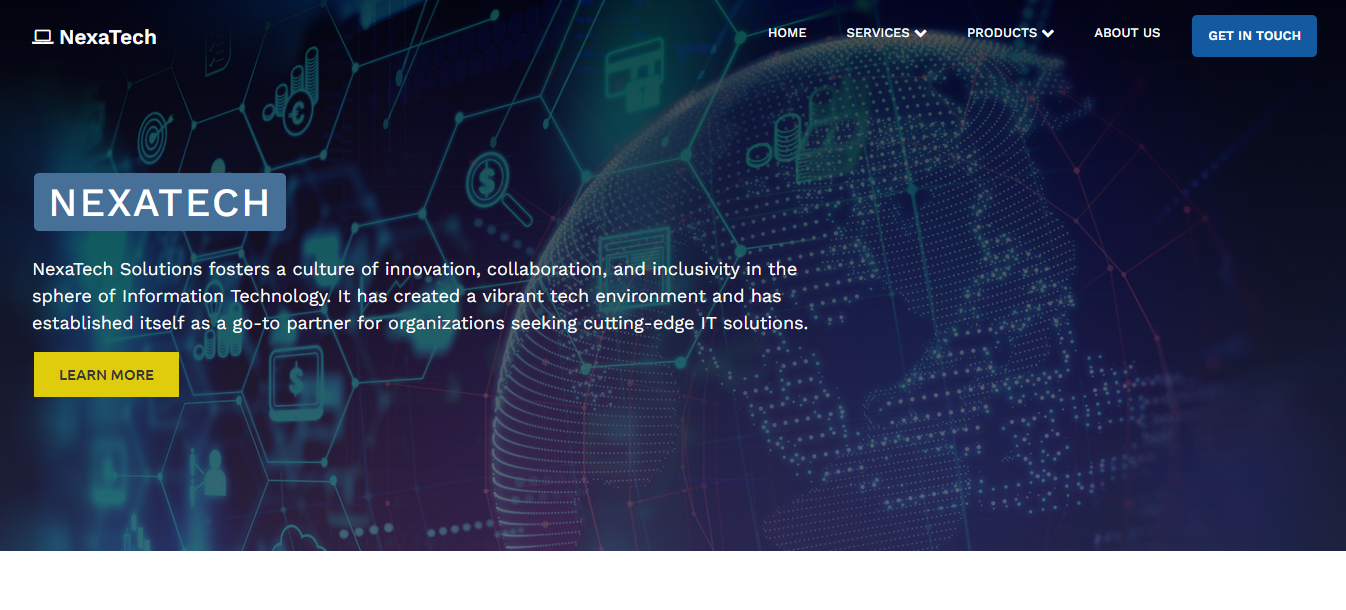 NexaTech
HOME SERVICES PRODUCTS ABOUT US GET IN TOUCH
NEXATECH
NexaTech Solutions fosters a culture of innovation, collaboration, and inclusivity in the
sphere of Information Technology. It has created a vibrant tech environment and has
established itself as a go-to partner for organizations seeking cutting-edge IT solutions.
LEARN MORE